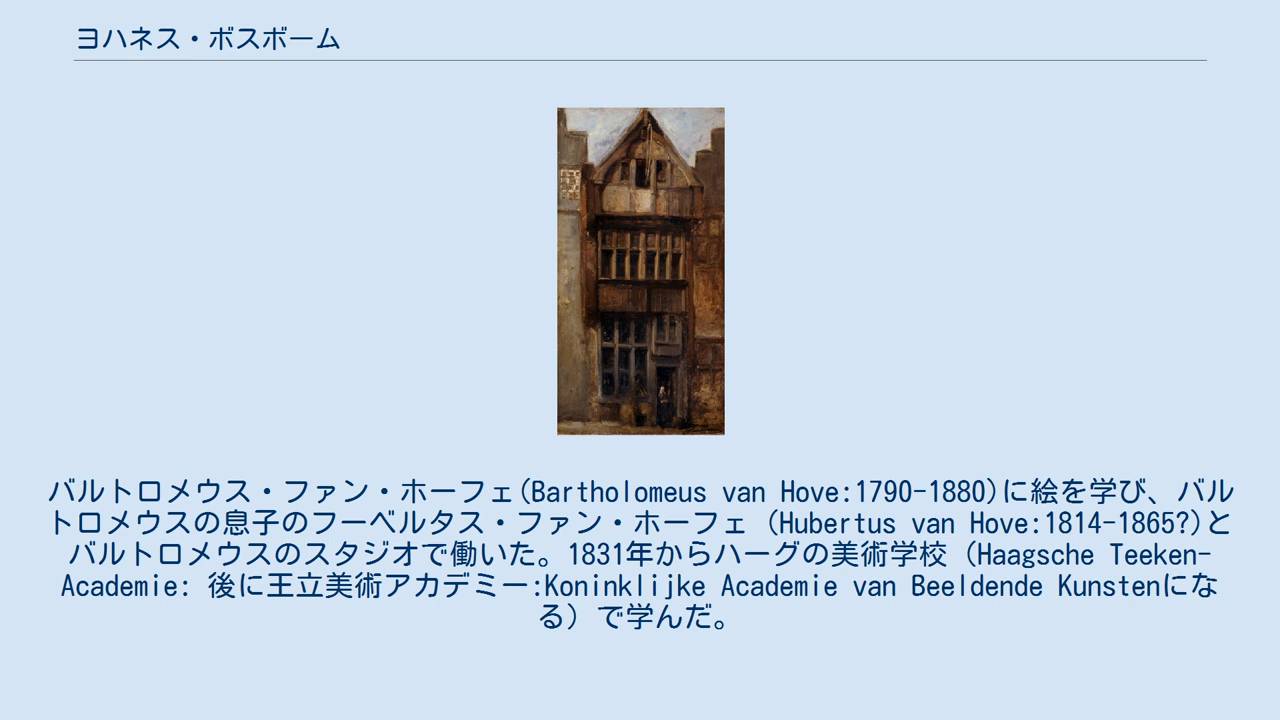 ヨハネス・ボスボーム
バルトロメウス・ファン・ホーフェ(Bartholomeus van Hove:1790-1880)に絵を学び、バル
トロメウスの息子のフーベルタス・ファン・ホーフェ（Hubertus van Hove:1814-1865?)と
バルトロメウスのスタジオで働いた。1831年からハーグの美術学校（Haagsche Teeken-
Academie: 後に王立美術アカデミー:Koninklijke Academie van Beeldende Kunstenにな
る）で学んだ。